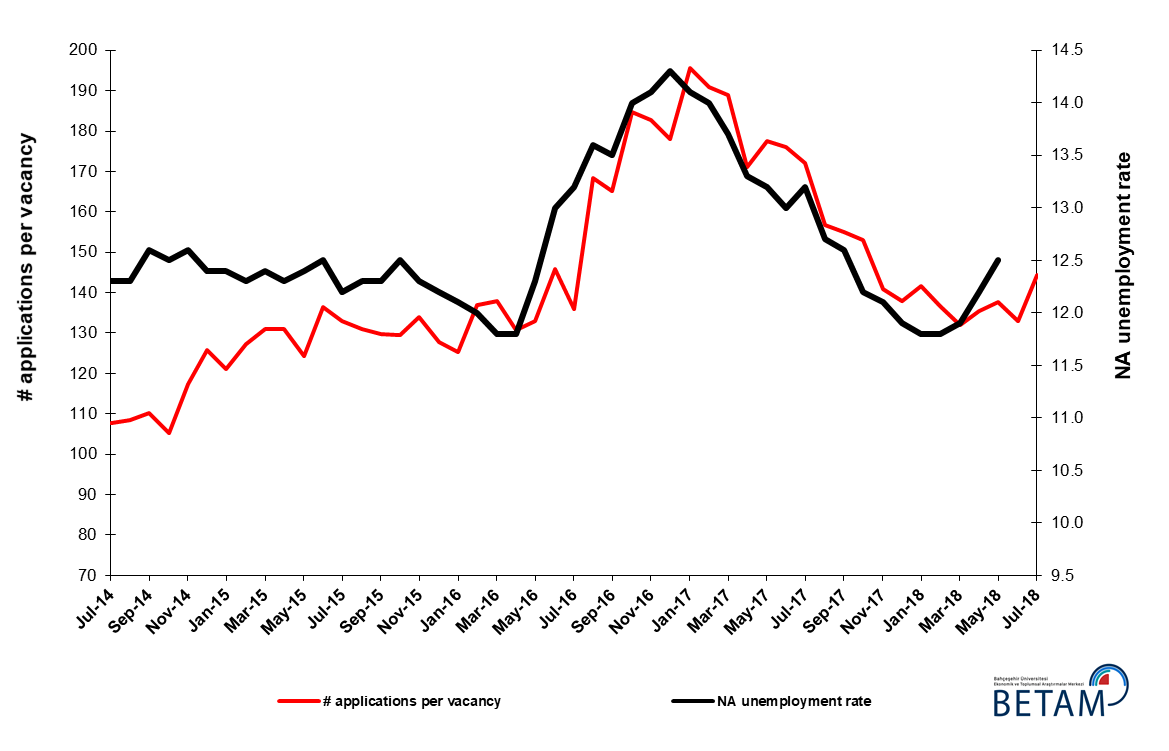 # applications per vacancy
200
190
180
170
160
150
140
130
120
110
100
90
80
70
14.5
14.0
13.5
13.0
12.5
12.0
11.5
11.0
10.5
10.0
9.5
NA unemployment rate
Jul-14
Sep-14
Nov-14
Jan-15
Mar-15
May-15
Jul-15
Sep-15
Nov-15
Jan-16
Mar-16
May-16
Jul-16
Sep-16
Nov-16
Jan-17
Mar-17
May-17
Jul-17
Sep-17
Nov-17
Jan-18
Mar-18
May-18
Jul-18
# applications per vacancy
NA unemployment rate
Bahçeşehir Üniversitesi
Ekonomik ve Toplumsal Araştırmalar Merkezi
BETAM